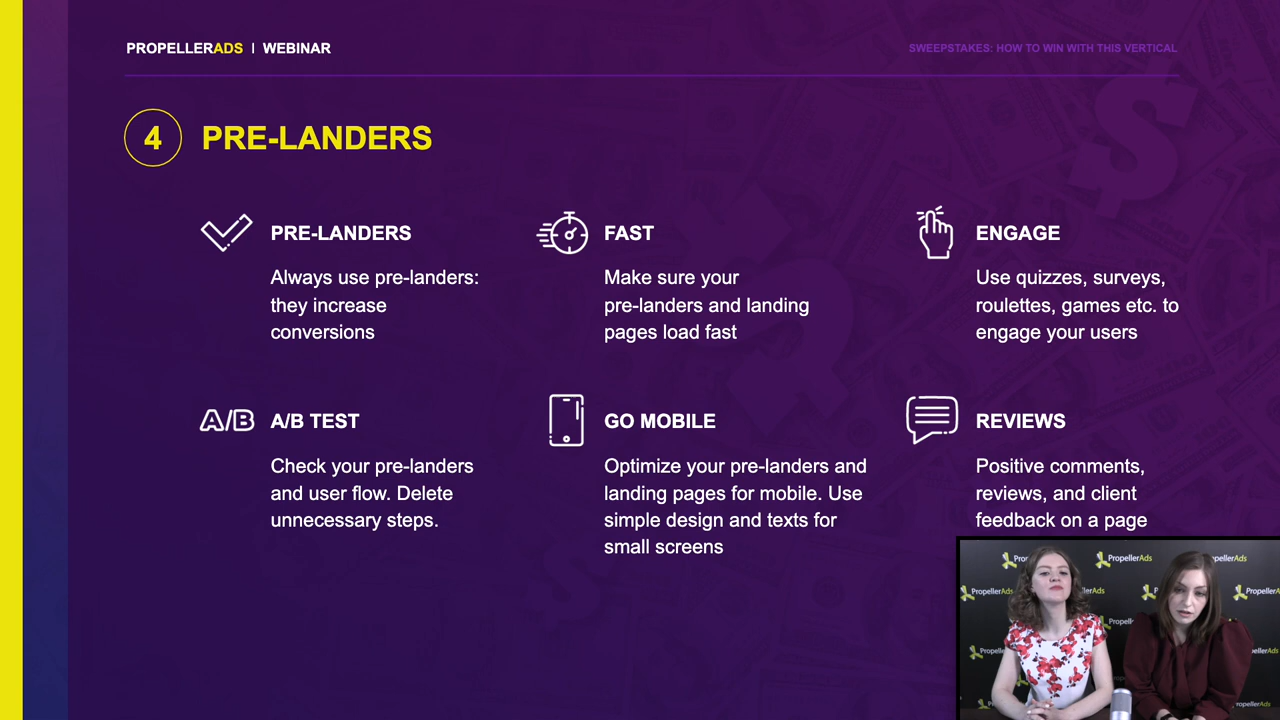 PROPELLERADS | WEBINAR
SWEEPSTAKES: HOW TO WIN WITH THIS VERTICAL
4 PRE-LANDERS
PRE-LANDERS
Always use pre-landers:
they increase
conversions
FAST
Make sure your
pre-landers and landing
pages load fast
ENGAGE
Use quizzes, surveys,
roulettes, games etc. to
engage your users
A/B
A/B TEST
Check your pre-landers
and user flow. Delete
unnecessary steps.
GO MOBILE
Optimize your pre-landers and
landing pages for mobile. Use
simple design and texts for
small screens
REVIEWS
Positive comments,
reviews, and client
feedback on a page
PropellerAds
PropellerAds